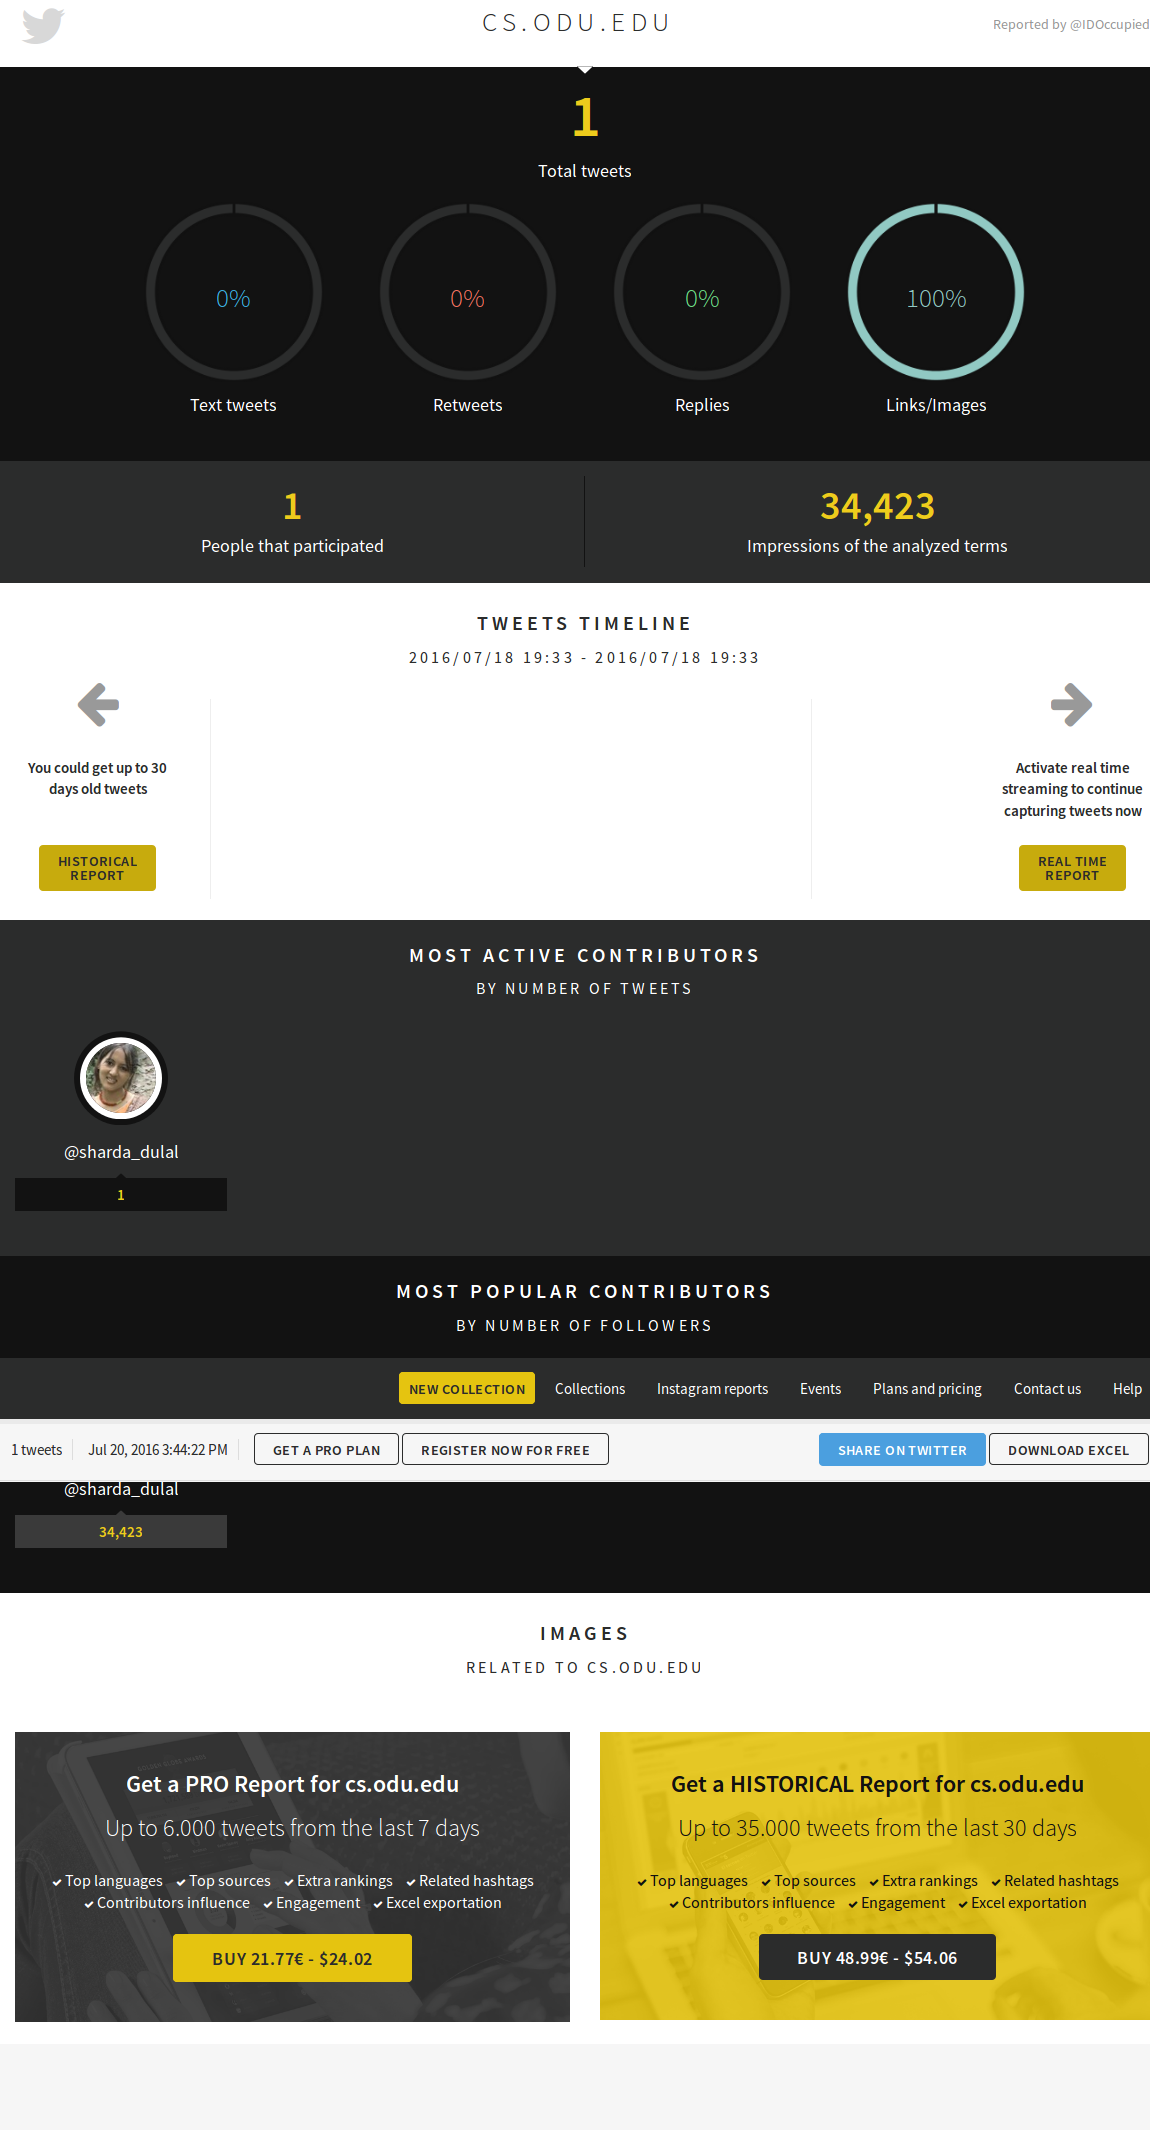 CS.ODU.EDU
Reported by @IDOccupied
1
Total tweets
0%
0%
0%
100%
Text tweets
Retweets
Replies
Links/Images
1
People that participated
34,423
Impressions of the analyzed terms
TWEETS TIMELINE
2016/07/18 19:33 - 2016/07/18 19:33
You could get up to 30
days old tweets
HISTORICAL
REPORT
Activate real time
streaming to continue
capturing tweets now
REAL TIME
REPORT
MOST ACTIVE CONTRIBUTORS
BY NUMBER OF TWEETS
@sharda_dulal
1
MOST POPULAR CONTRIBUTORS
BY NUMBER OF FOLLOWERS
NEW COLLECTION Collections Instagram reports Events Plans and pricing Contact us Help
1 tweets Jul 20, 2016 3:44:22 PM GET A PRO PLAN REGISTER NOW FOR FREE SHARE ON TWITTER DOWNLOAD EXCEL
@sharda_dulal
34,423
IMAGES
RELATED TO CS.ODU.EDU
Get a PRO Report for cs.odu.edu
Up to 6.000 tweets from the last 7 days
✓ Top languages ✓ Top sources ✓ Extra rankings ✓ Related hashtags
✓ Contributors influence ✓ Engagement ✓ Excel exportation
BUY 21.77€ - $24.02
Get a HISTORICAL Report for cs.odu.edu
Up to 35.000 tweets from the last 30 days
✓ Top languages ✓ Top sources ✓ Extra rankings ✓ Related hashtags
✓ Contributors influence ✓ Engagement ✓ Excel exportation
BUY 48.99€ - $54.06